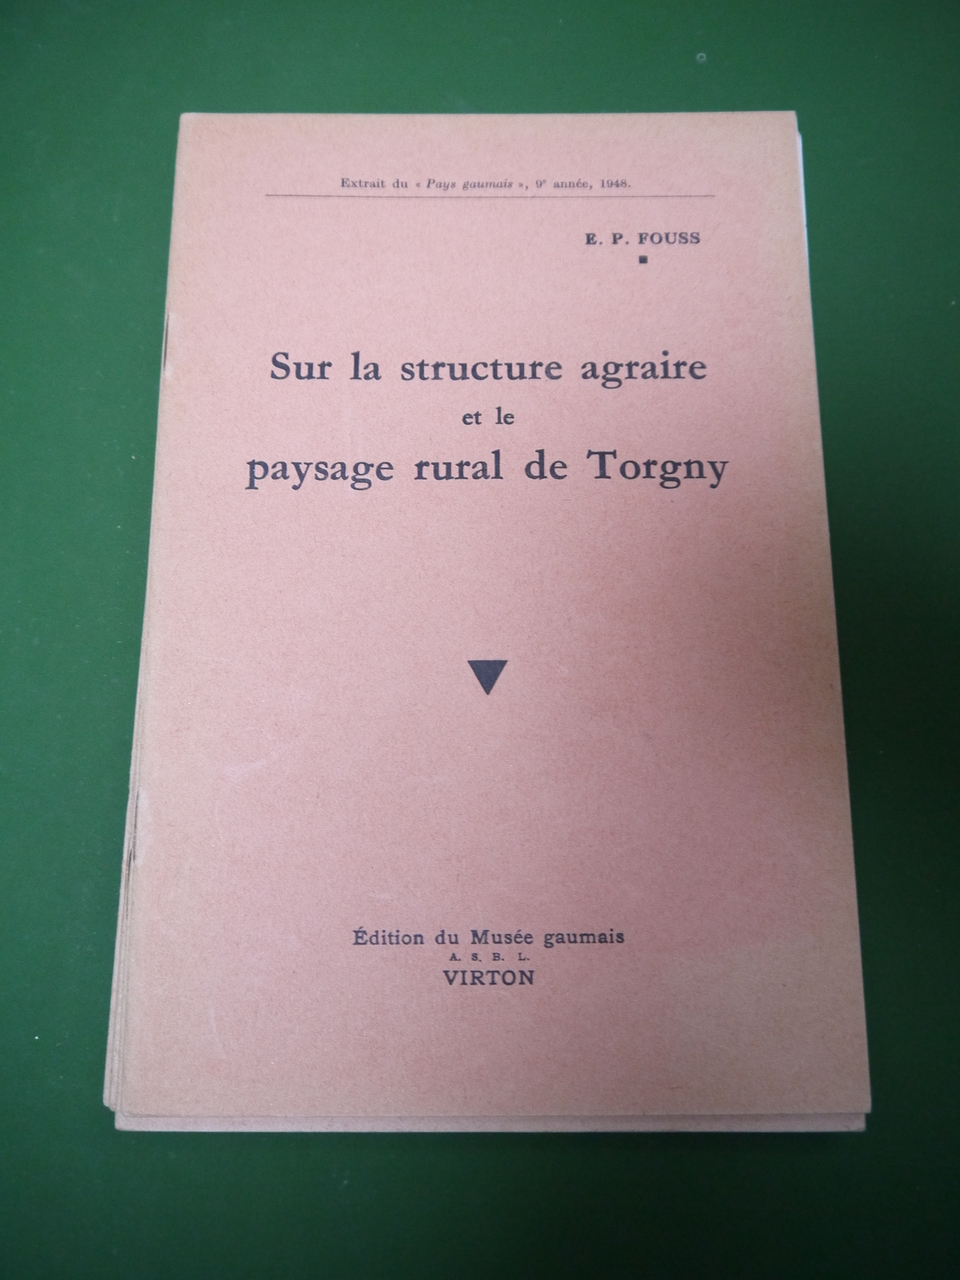 Extrait du « Pays gaumais », 9e année, 1948.
E. P. FOUSS
Sur la structure agraire
et le
paysage rural de Torgny
Édition du Musée gaumais
A. S. B. L.
VIRTON